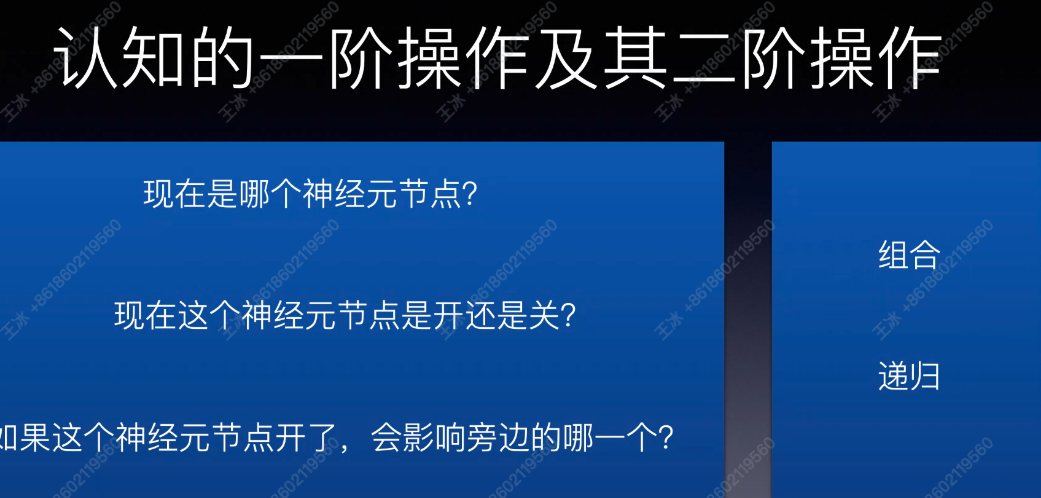 认知的一阶操作及其二阶操作
现在是哪个神经元节点?
现在这个神经元节点是开还是关?
如果这个神经元节点开了，会影响旁边的哪一个?
组合
递归
王冰 +8618602119560